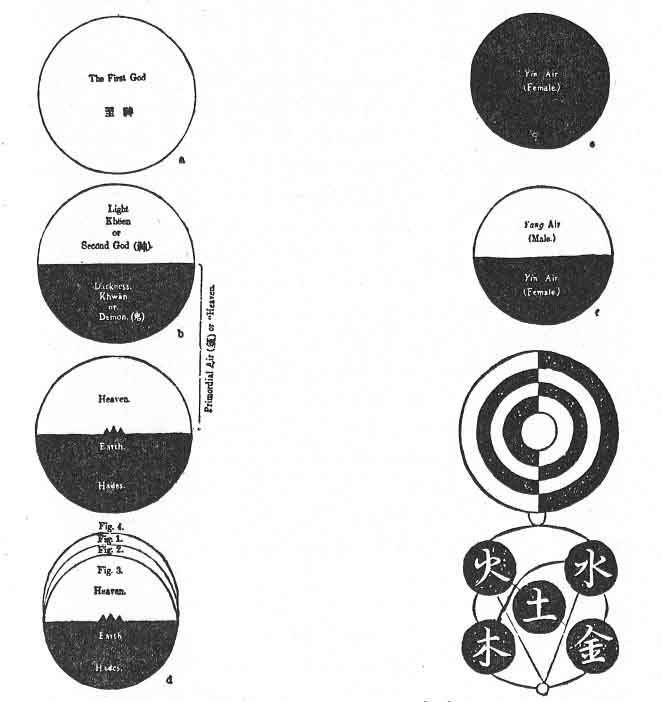 The First God
至 神
a
Light
Khëen
or
Second God (神).
Darkness.
Khwăn
or
Demon. (鬼)
b
Primordial Air (氣) or "Heaven.
Heaven.
Earth.
Hades.
Fig. 4.
Fig. 1.
Fig. 2.
Fig. 3.
Heaven.
Earth
Hades.
d
Yin Air
(Female.)
e
Yang Air
(Male.)
Yin Air
(Female.)
f
火 水
土
木 金